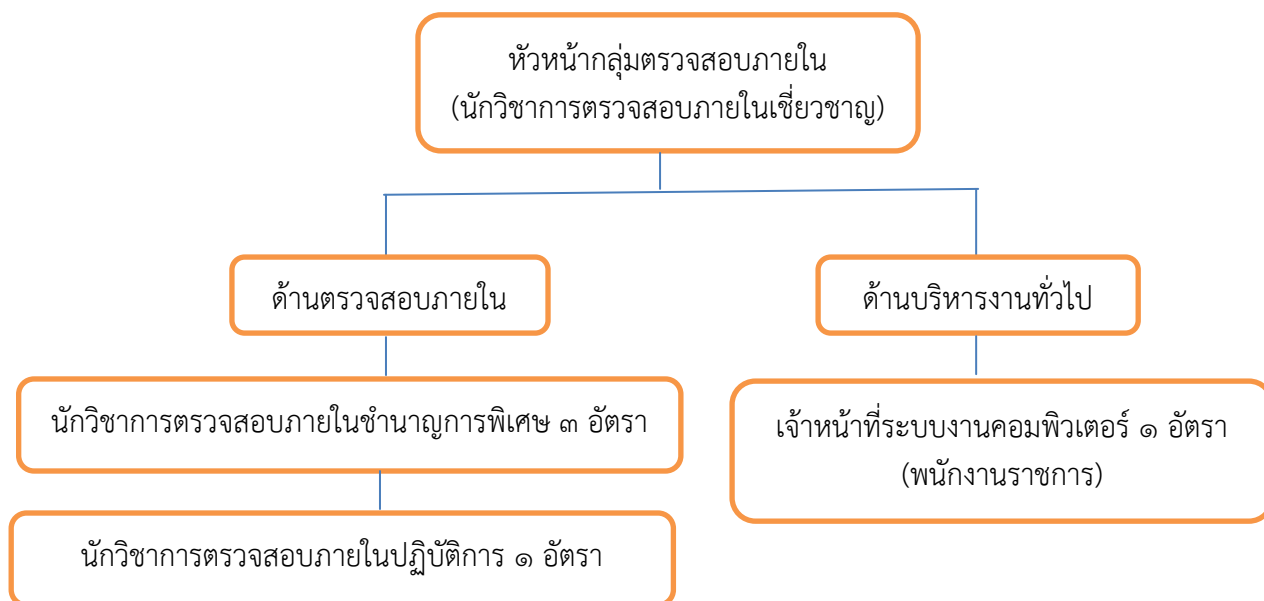 หัวหน้ากลุ่มตรวจสอบภายใน
(นักวิชาการตรวจสอบภายในเชี่ยวชาญ)
ด้านตรวจสอบภายใน
ด้านบริหารงานทั่วไป
นักวิชาการตรวจสอบภายในชำนาญการพิเศษ ๓ อัตรา
เจ้าหน้าที่ระบบงานคอมพิวเตอร์ ๑ อัตรา
(พนักงานราชการ)
นักวิชาการตรวจสอบภายในปฏิบัติการ ๑ อัตรา